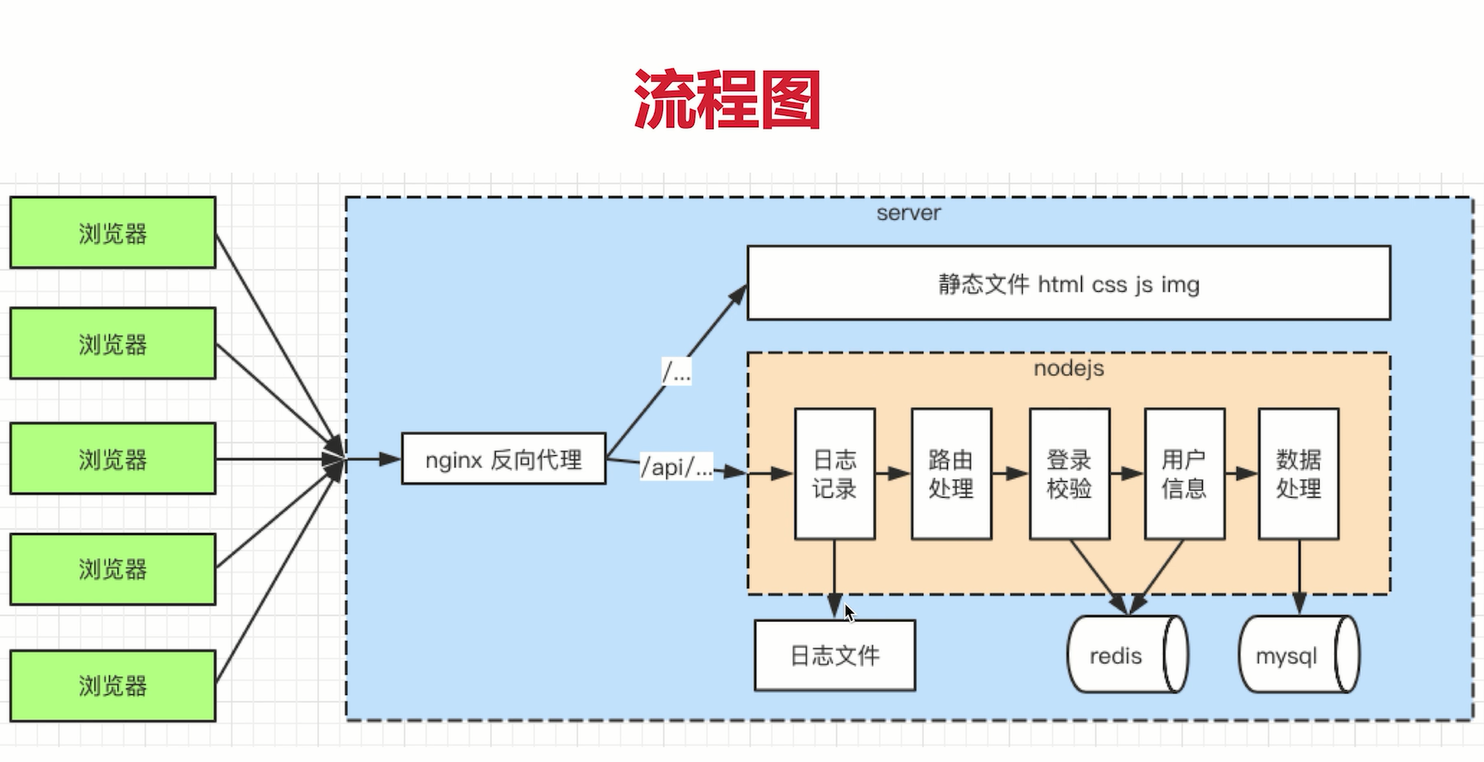 流程图
浏览器
浏览器
浏览器
浏览器
浏览器
server
静态文件 html css js img
/...
nginx 反向代理
/api/...
nodejs
日志
记录
路由
处理
登录
校验
用户
信息
数据
处理
日志文件
redis
mysql